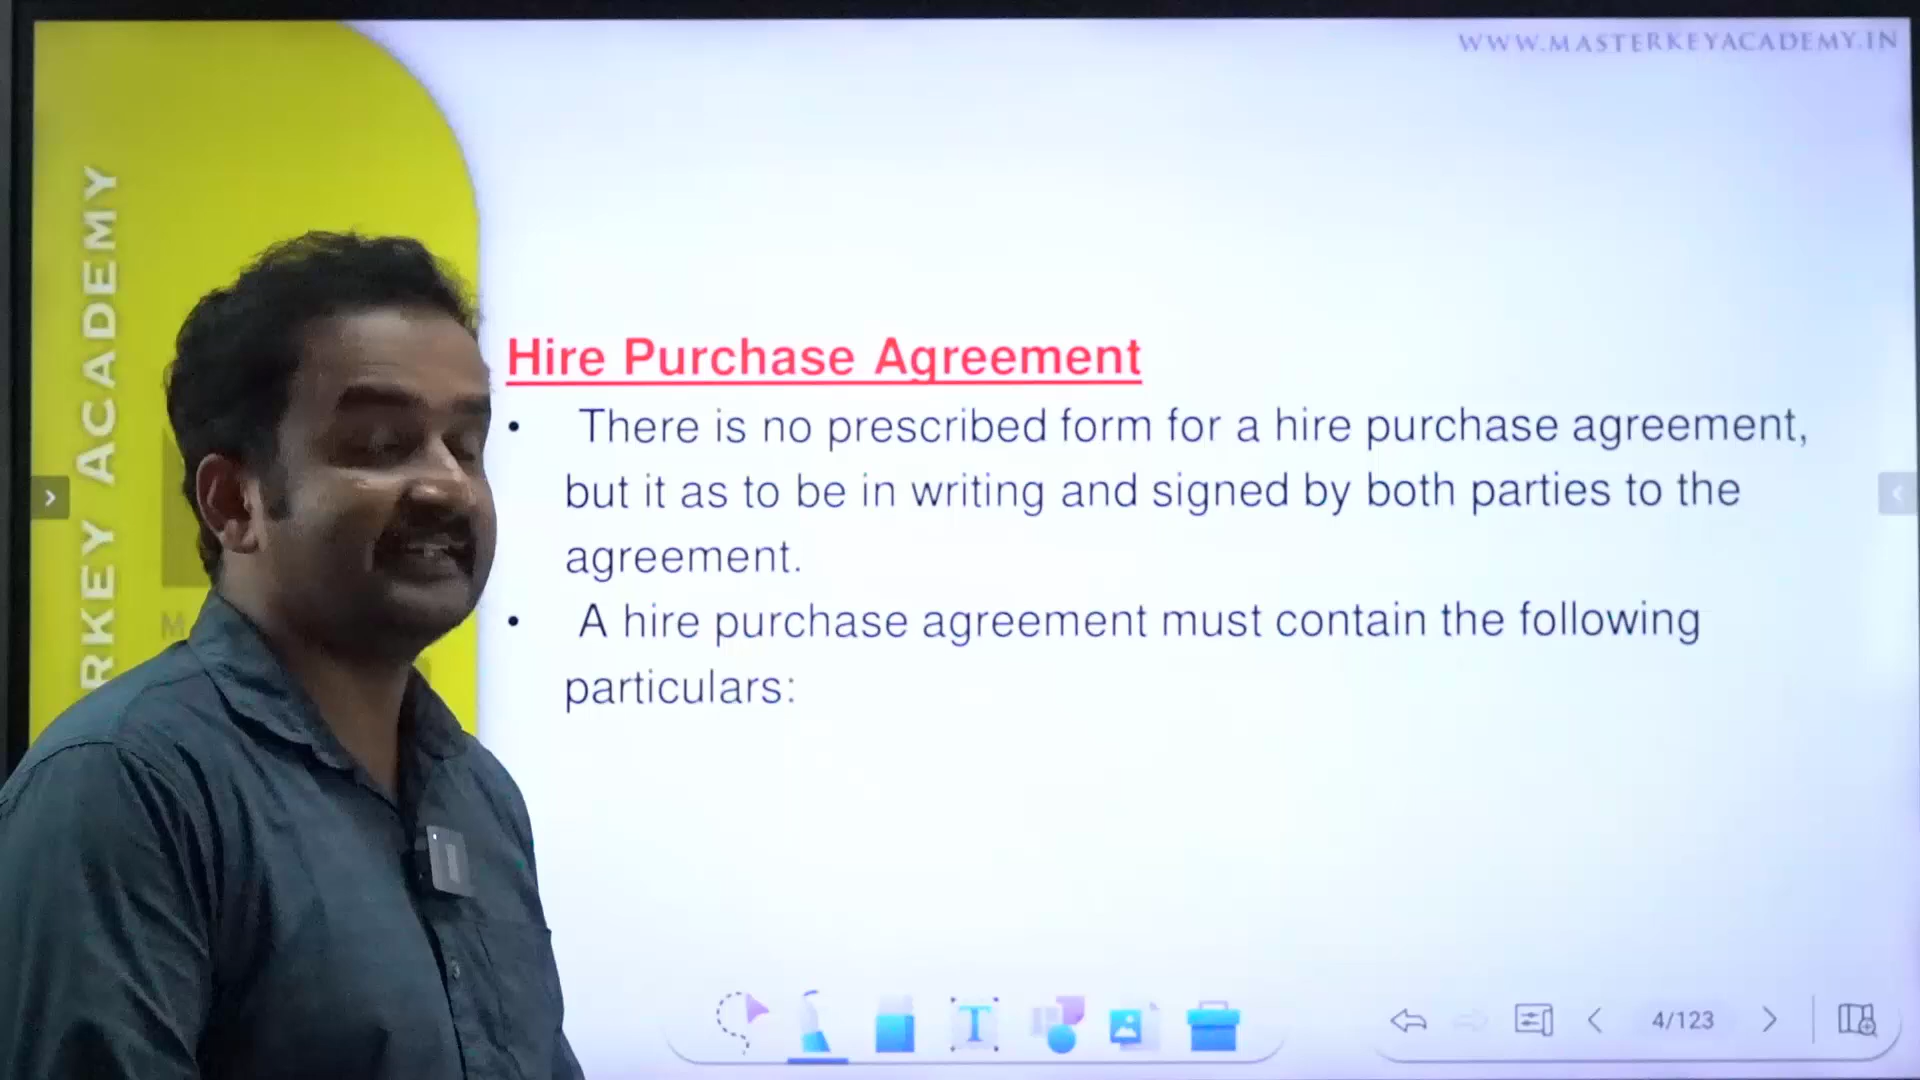 WWW.MASTERKEYACADEMY.IN
RKEY ACADEMY
Hire Purchase Agreement
• There is no prescribed form for a hire purchase agreement,
but it as to be in writing and signed by both parties to the
agreement.
• A hire purchase agreement must contain the following
particulars:
T
4/123